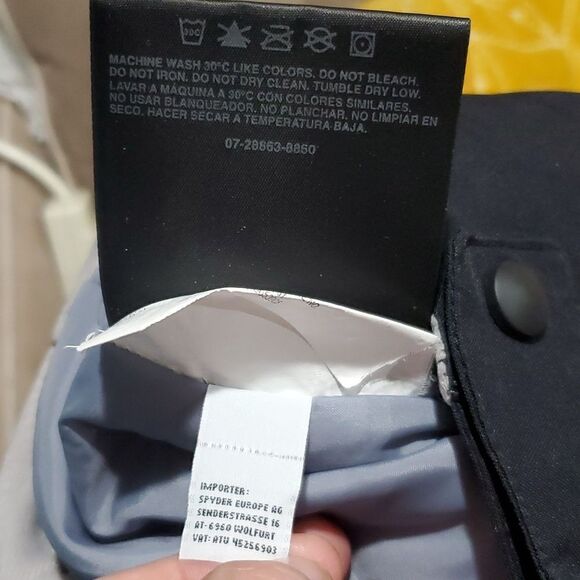 30C
MACHINE WASH 30°C LIKE COLORS. DO NOT BLEACH.
DO NOT IRON. DO NOT DRY CLEAN. TUMBLE DRY LOW.
LAVAR A MÁQUINA A 30°C CON COLORES SIMILARES.
NO USAR BLANQUEADOR. NO PLANCHAR. NO LIMPIAR EN
SECO. HACER SECAR A TEMPERATURA BAJA.
07-28863-8850
IMPORTER:
SPYDER EUROPE AG
SENDERSTRASSE 16
AT-6960 WOLFURT
VAT: ATU 45256903